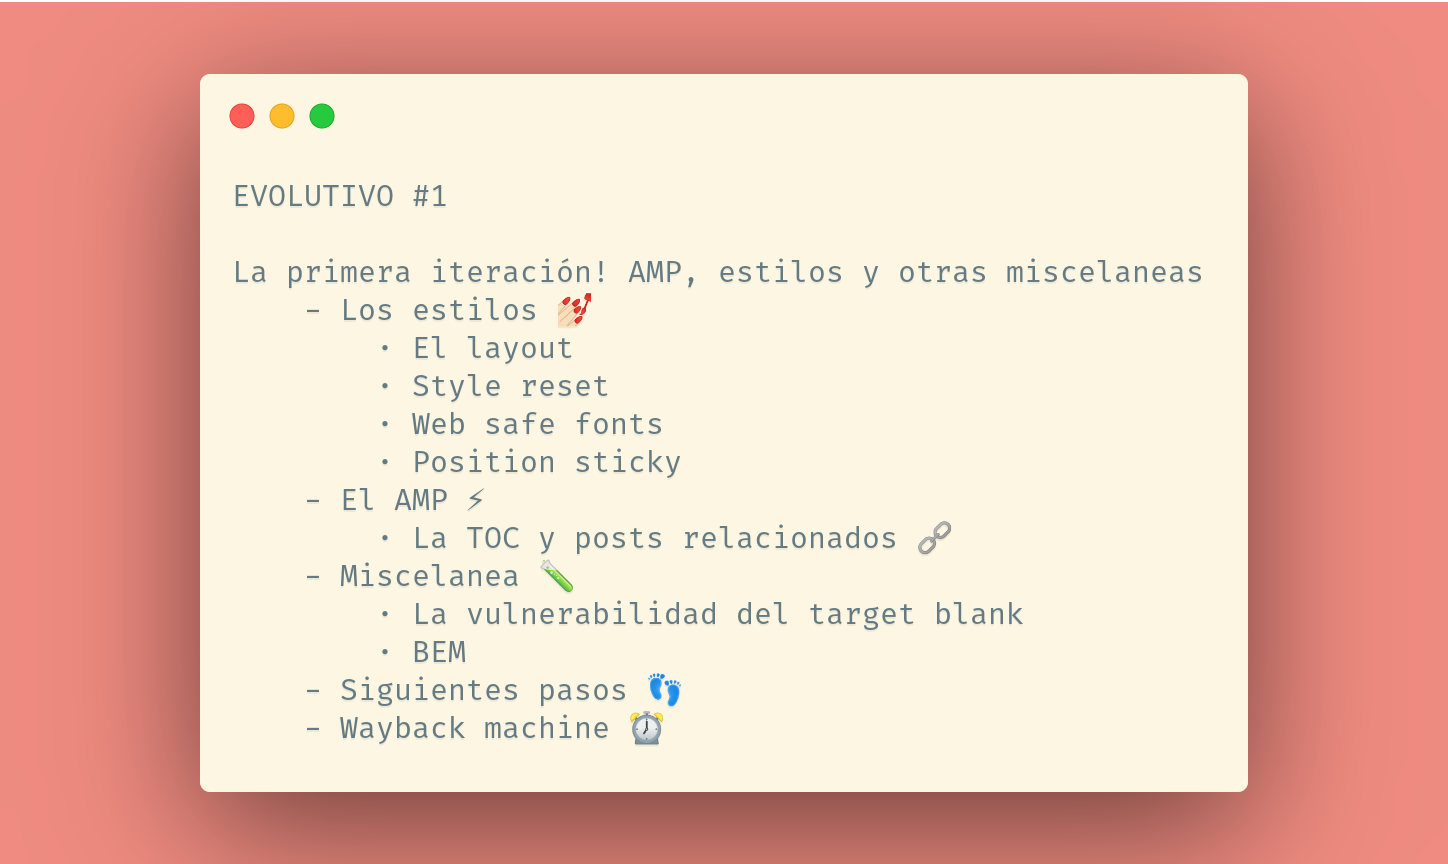 EVOLUTIVO #1
La primera iteración! AMP, estilos y otras miscelaneas
– Los estilos 💅🏻
· El layout
· Style reset
· Web safe fonts
· Position sticky
– El AMP ⚡
· La TOC y posts relacionados 🔗
– Miscelanea 🧪
· La vulnerabilidad del target blank
· BEM
– Siguientes pasos 👣
– Wayback machine ⏰